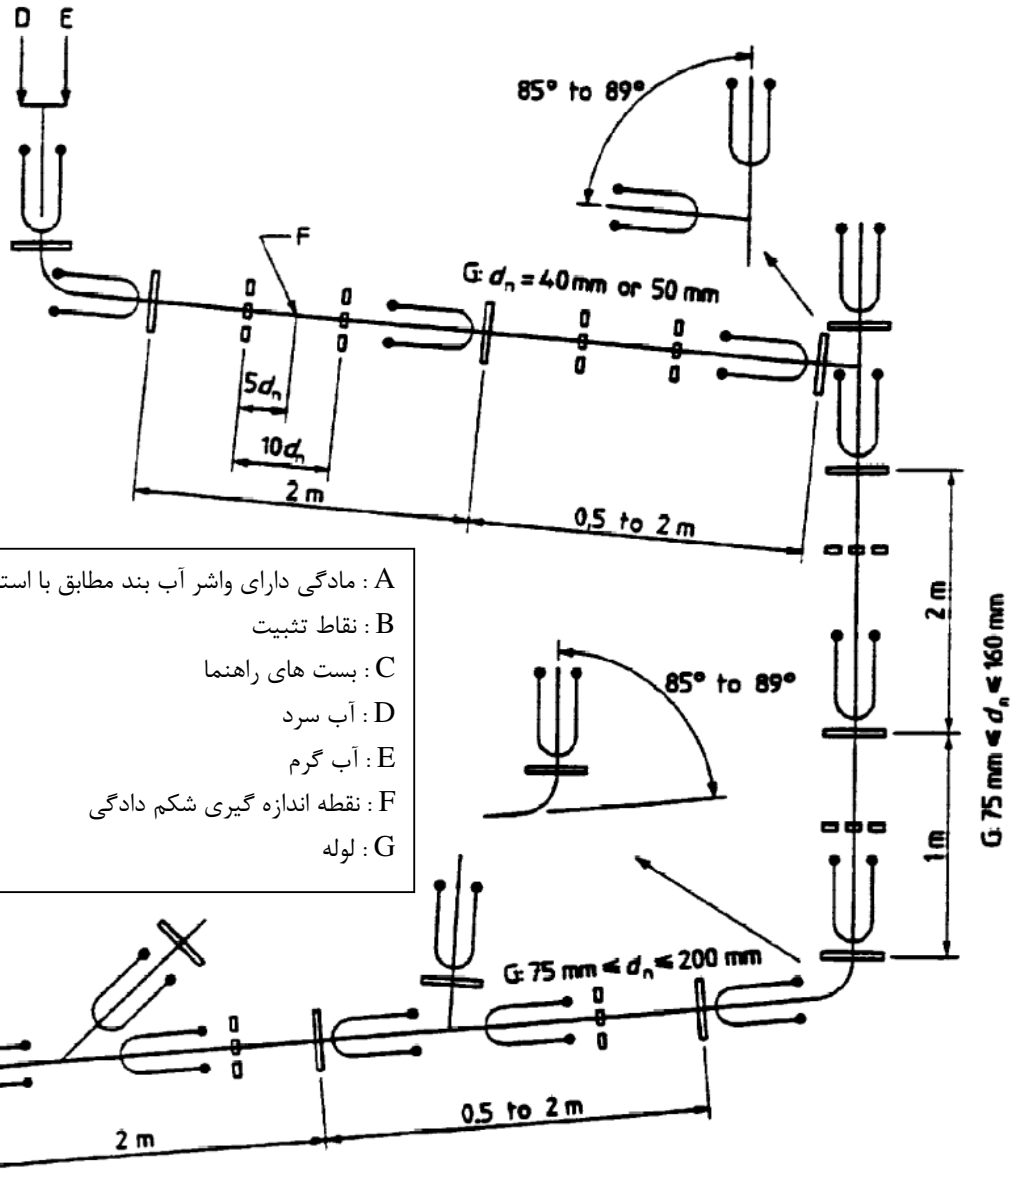 D E
85° to 89°
F
G: dₙ = 40 mm or 50 mm
5dₙ
10dₙ
2 m
0,5 to 2 m
A : مادگی دارای واشر آب بند مطابق با
B : نقاط تثبیت
C : بست های راهنما
D : آب سرد
E : آب گرم
F : نقطه اندازه گیری شکم دادگی
G : لوله
2 m
G: 75 mm ≤ dₙ ≤ 160 mm
85° to 89°
1 m
G: 75 mm ≤ dₙ ≤ 200 mm
0.5 to 2 m
2 m